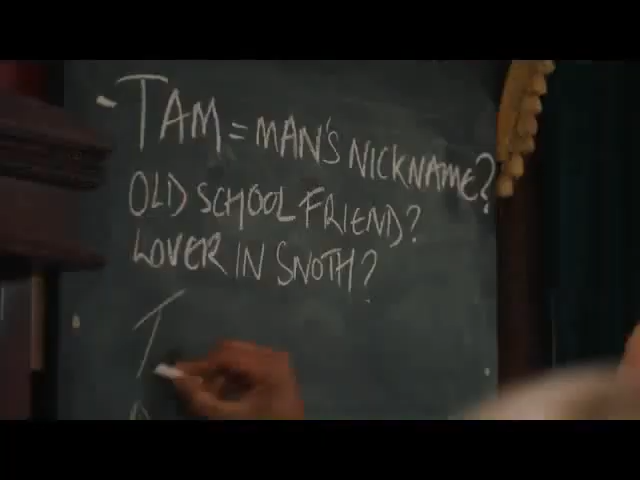 - TAM = MAN'S NICKNAME?
OLD SCHOOL FRIEND?
LOVER IN SNOTH?
T